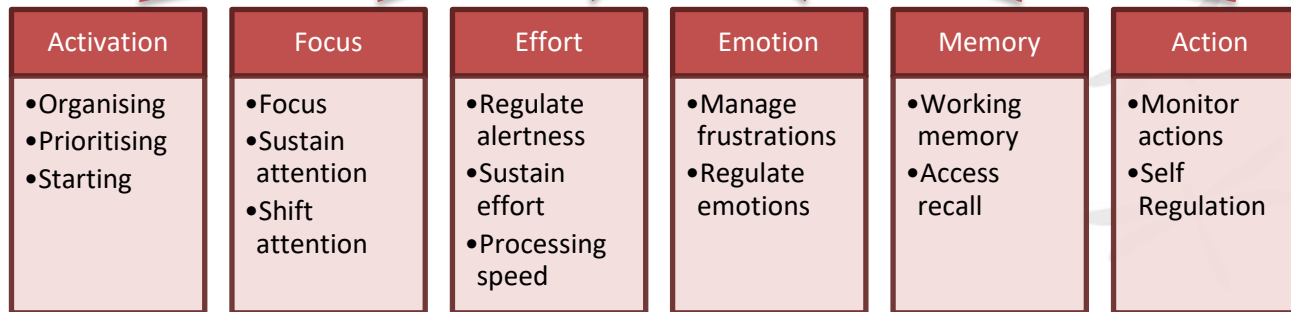 Activation
•Organising
•Prioritising
•Starting
Focus
•Focus
•Sustain
attention
•Shift
attention
Effort
•Regulate
alertness
•Sustain
effort
•Processing
speed
Emotion
•Manage
frustrations
•Regulate
emotions
Memory
•Working
memory
•Access
recall
Action
•Monitor
actions
•Self
Regulation